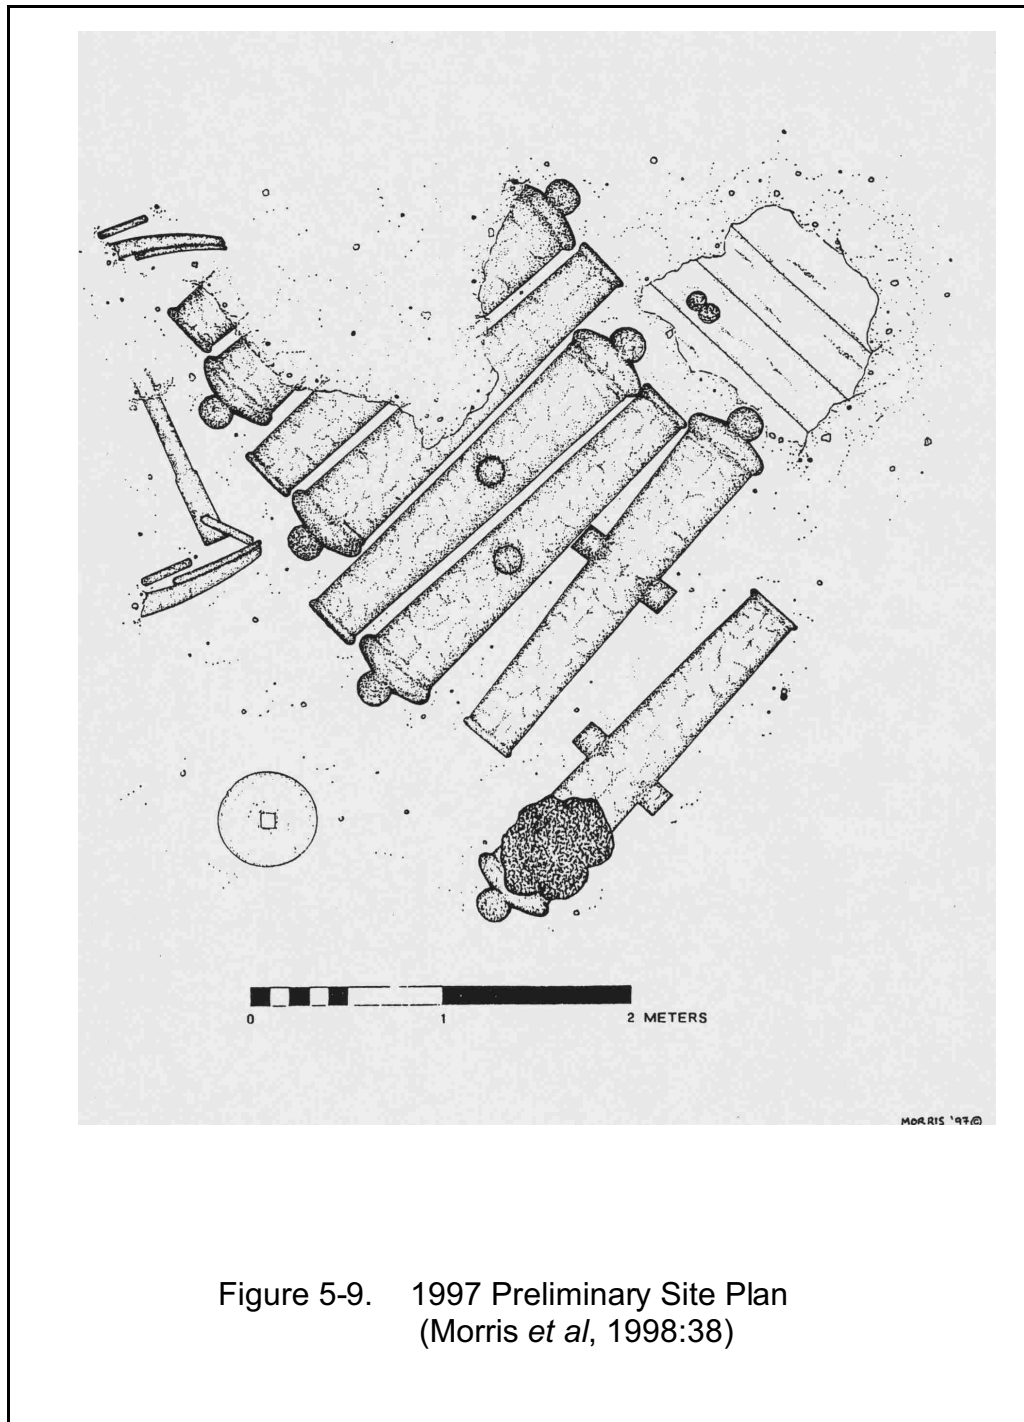 0 1 2 METERS
MORRIS '97©
Figure 5-9. 1997 Preliminary Site Plan
(Morris et al, 1998:38)